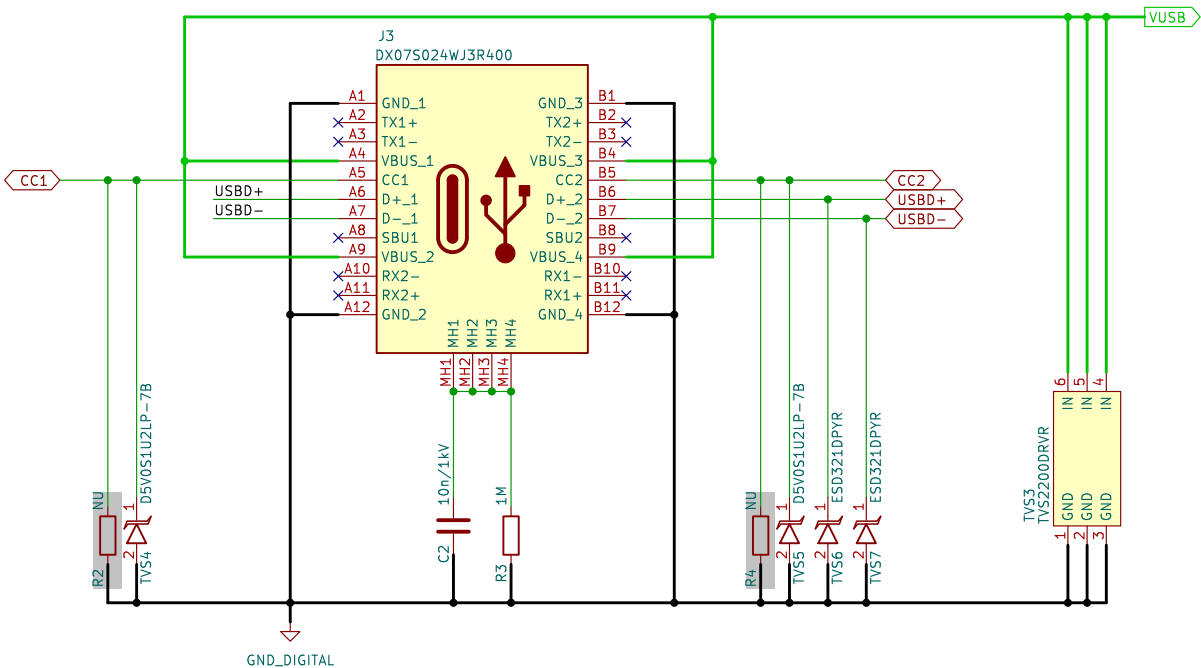 VUSB
J3
DX07S024WJ3R400
A1 GND_1 GND_3 B1
A2 TX1+ TX2+ B2
A3 TX1- TX2- B3
A4 VBUS_1 VBUS_3 B4
CC1 A5 CC1 CC2 B5 CC2
USBD+ A6 D+_1 D+_2 B6 USBD+
USBD- A7 D-_1 D-_2 B7 USBD-
A8 SBU1 SBU2 B8
A9 VBUS_2 VBUS_4 B9
A10 RX2- RX1- B10
A11 RX2+ RX1+ B11
A12 GND_2 GND_4 B12
MH1 MH2 MH3 MH4
MH1 MH2 MH3 MH4
NU
R2
D5V0S1U2LP-7B
1
2
TVS4
10n/1kV
C2
1M
R3
NU
R4
D5V0S1U2LP-7B
1
2
TVS5
ESD321DPYR
1
2
TVS6
ESD321DPYR
1
2
TVS7
6 5 4
IN IN IN
TVS3
TVS2200DRVR
GND GND GND
1 2 3
GND_DIGITAL